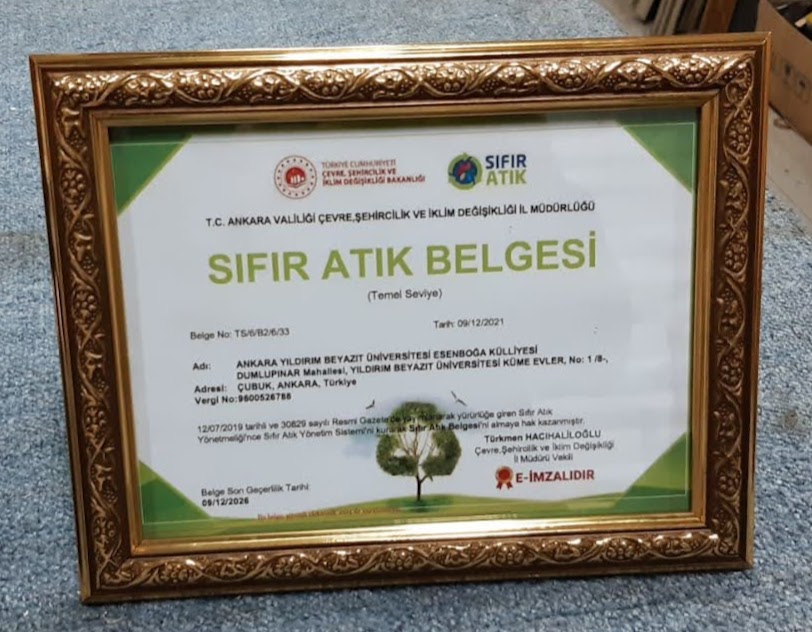 TÜRKİYE CUMHURİYETİ
ÇEVRE, ŞEHİRCİLİK VE
İKLİM DEĞİŞİKLİĞİ BAKANLIĞI
SIFIR
ATIK
T.C. ANKARA VALİLİĞİ ÇEVRE,ŞEHİRCİLİK VE İKLİM DEĞİŞİKLİĞİ İL MÜDÜRLÜĞÜ
SIFIR ATIK BELGESİ
(Temel Seviye)
Belge No: TS/6/B2/6/33
Tarih: 09/12/2021
Adı: ANKARA YILDIRIM BEYAZIT ÜNİVERSİTESİ ESENBOĞA KÜLLİYESİ
DUMLUPINAR Mahallesi, YILDIRIM BEYAZIT ÜNİVERSİTESİ KÜME EVLER, No: 1 /8-,
Adresi: ÇUBUK, ANKARA, Türkiye
Vergi No:9600526768
12/07/2019 tarihli ve 30829 sayılı Resmi Gazete'de yayımlanarak yürürlüğe giren Sıfır Atık
Yönetmeliği'nce Sıfır Atık Yönetim Sistemi'ni kurarak Sıfır Atık Belgesi'ni almaya hak kazanmıştır.
Türkmen HACIHALİLOĞLU
Çevre,Şehircilik ve İklim Değişikliği
İl Müdürü Vekili
E-İMZALIDIR
Belge Son Geçerlilik Tarihi:
09/12/2026